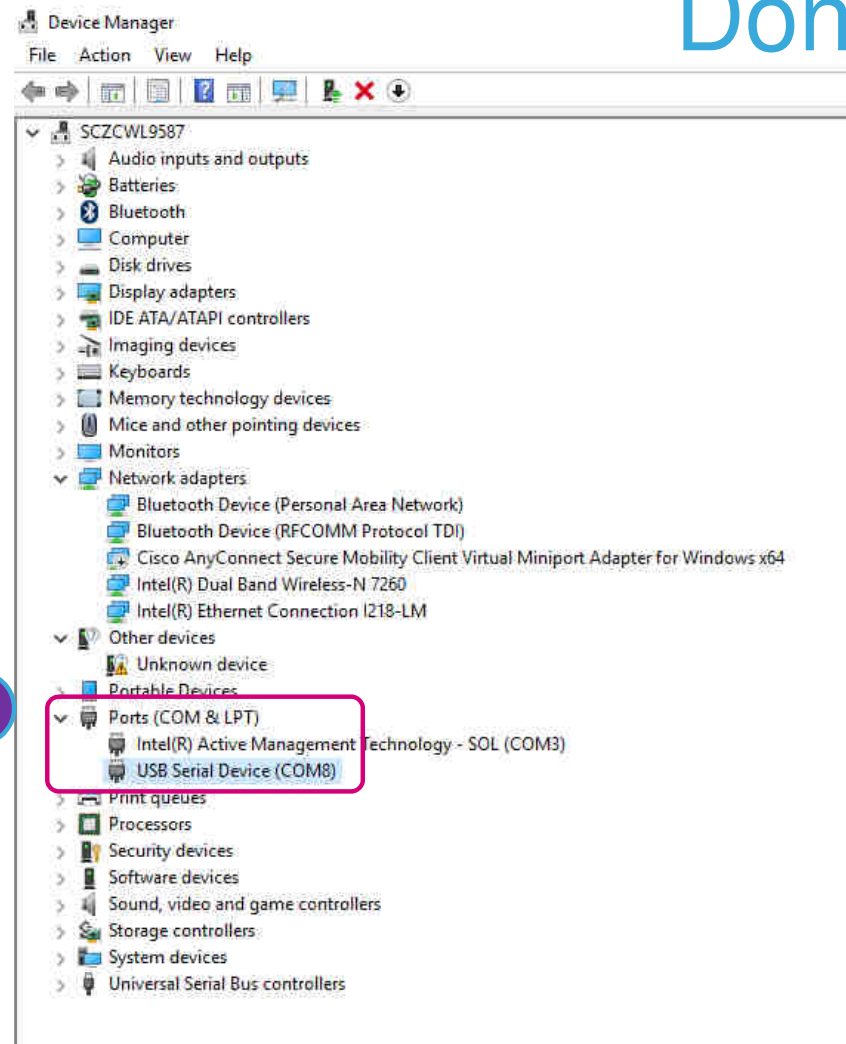 Don
Device Manager
File Action View Help
SCZCWL9587
Audio inputs and outputs
Batteries
Bluetooth
Computer
Disk drives
Display adapters
IDE ATA/ATAPI controllers
Imaging devices
Keyboards
Memory technology devices
Mice and other pointing devices
Monitors
Network adapters
Bluetooth Device (Personal Area Network)
Bluetooth Device (RFCOMM Protocol TDI)
Cisco AnyConnect Secure Mobility Client Virtual Miniport Adapter for Windows x64
Intel(R) Dual Band Wireless-N 7260
Intel(R) Ethernet Connection I218-LM
Other devices
Unknown device
Portable Devices
Ports (COM & LPT)
Intel(R) Active Management Technology - SOL (COM3)
USB Serial Device (COM8)
Print queues
Processors
Security devices
Software devices
Sound, video and game controllers
Storage controllers
System devices
Universal Serial Bus controllers